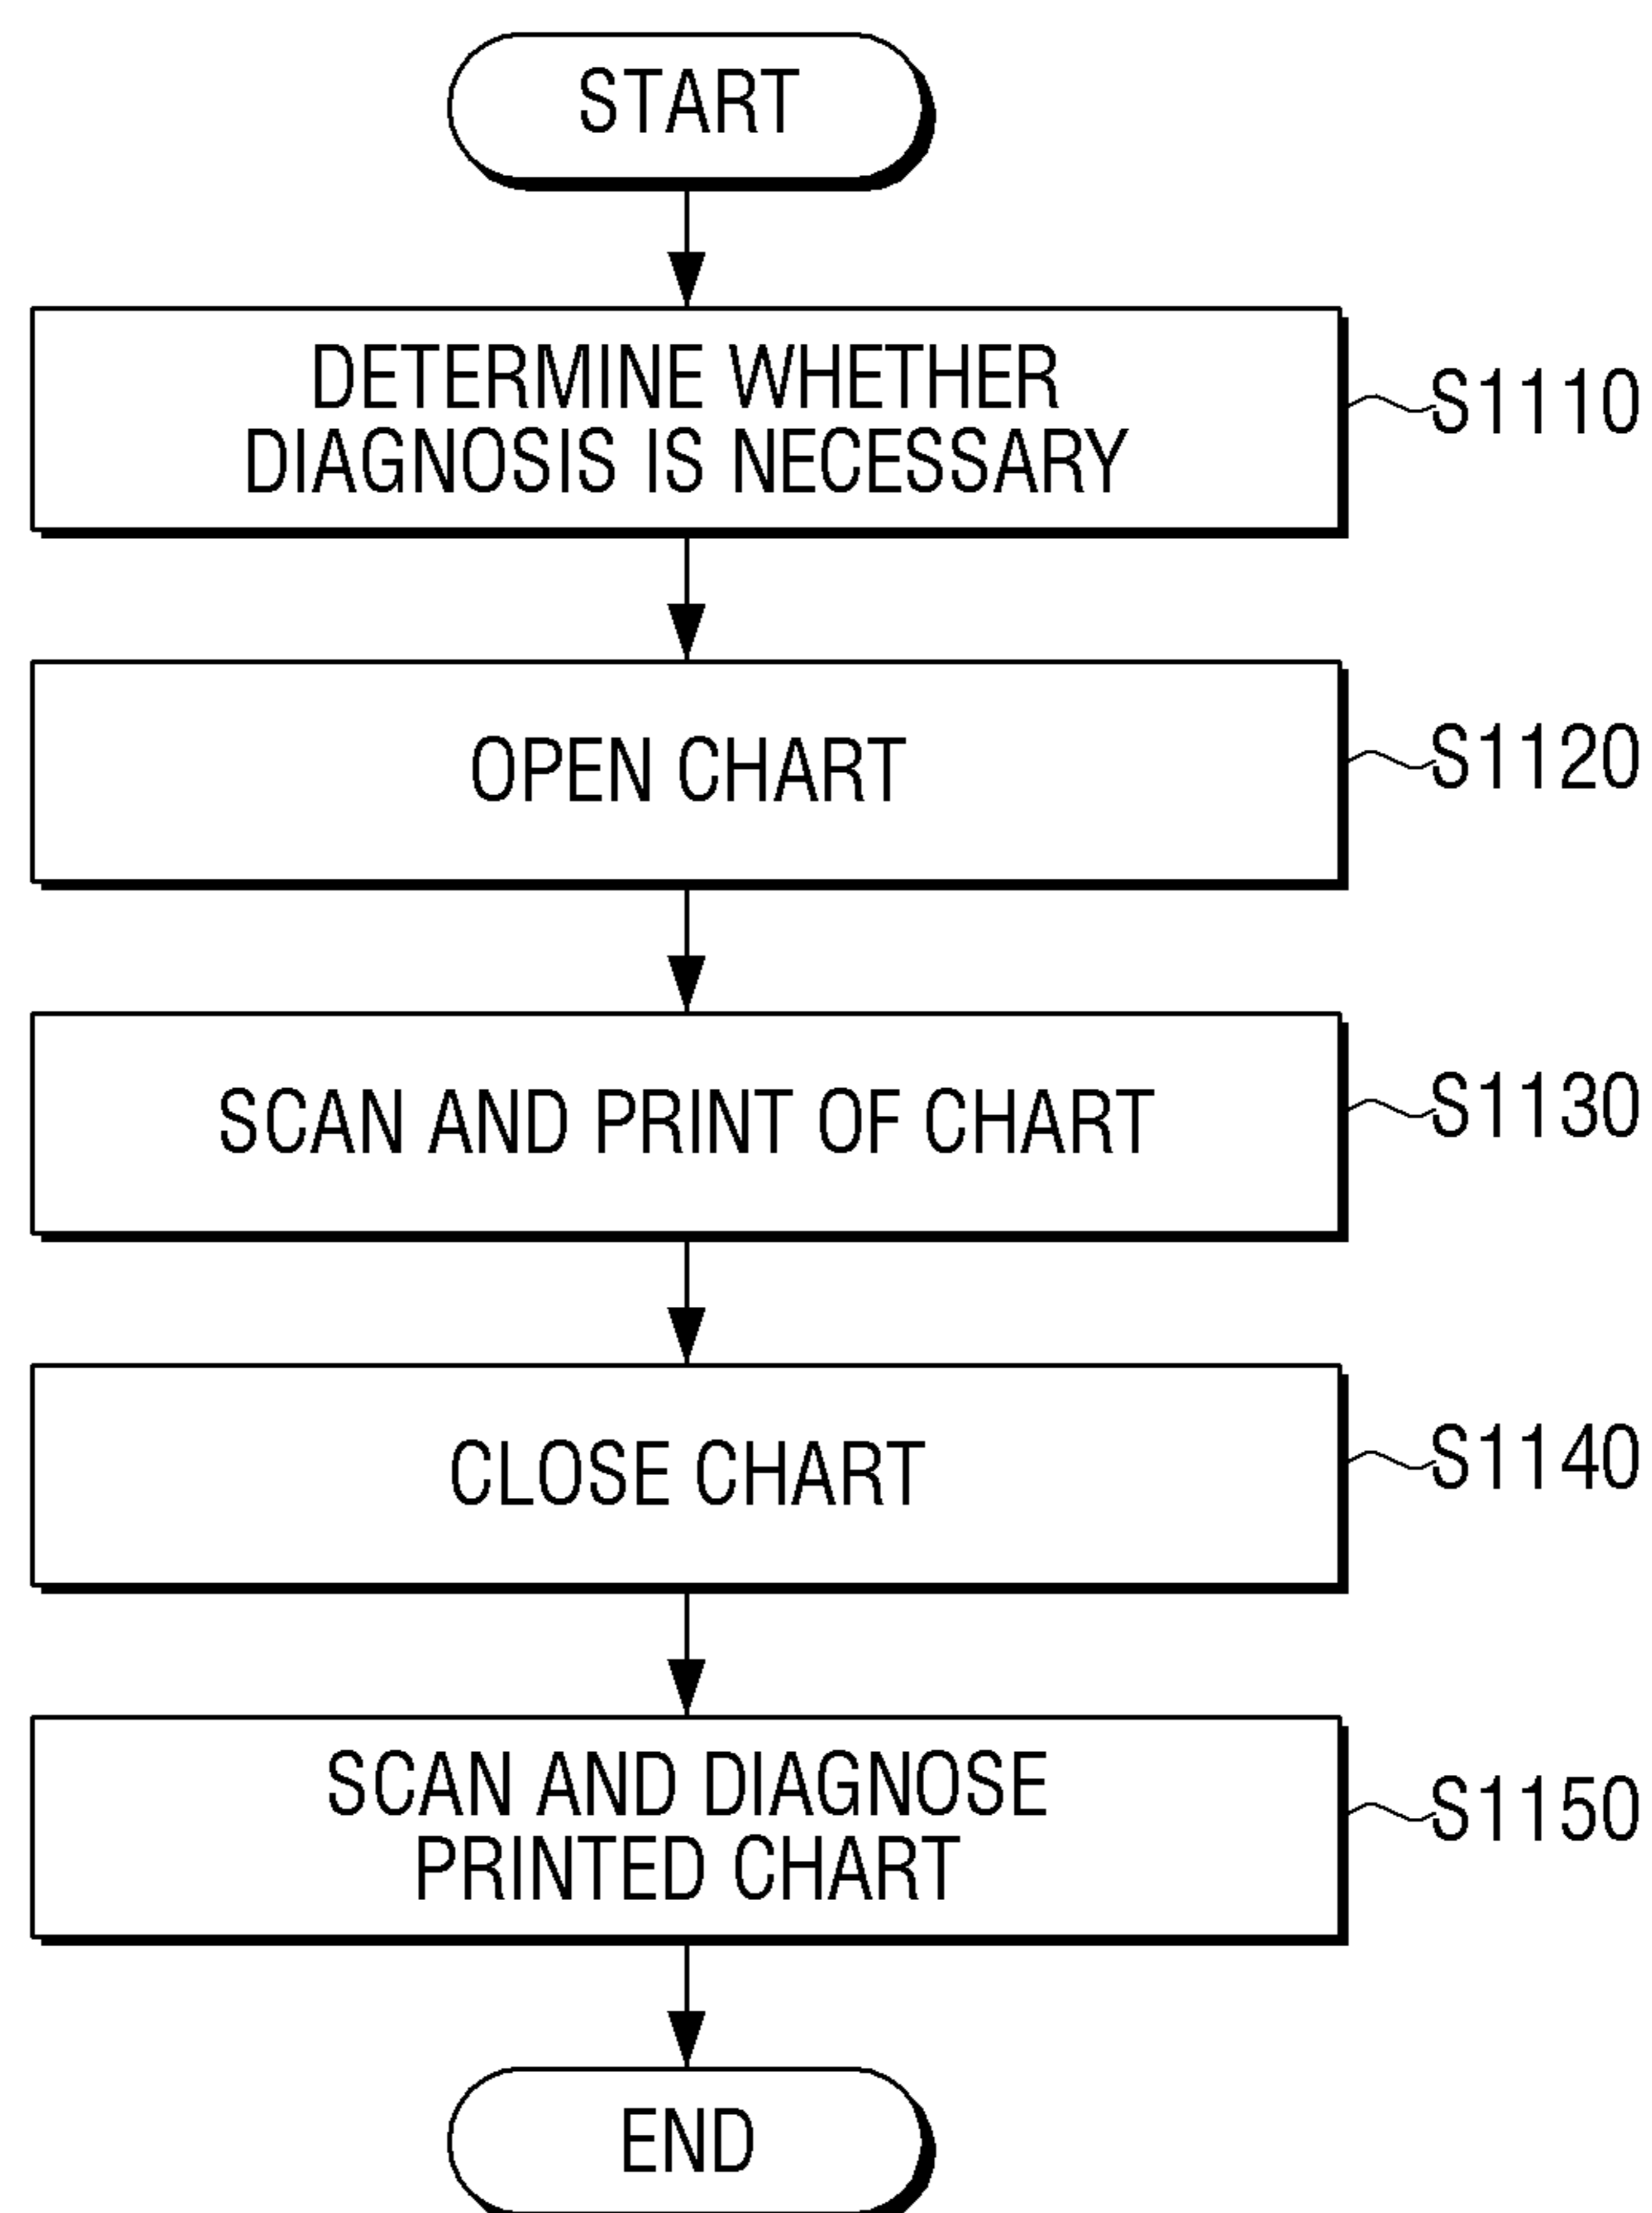 START
DETERMINE WHETHER
DIAGNOSIS IS NECESSARY
S1110
OPEN CHART
S1120
SCAN AND PRINT OF CHART
S1130
CLOSE CHART
S1140
SCAN AND DIAGNOSE
PRINTED CHART
S1150
END